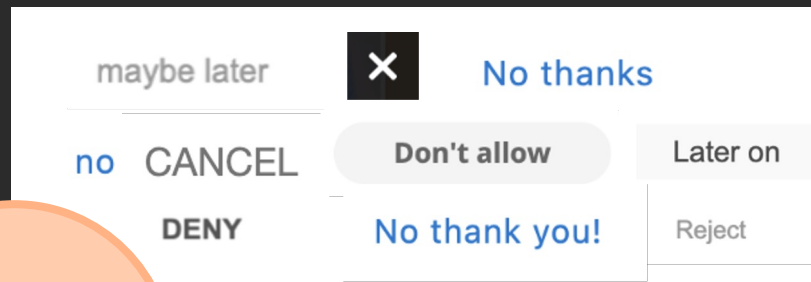 maybe later × No thanks
no CANCEL Don't allow Later on
DENY No thank you! Reject